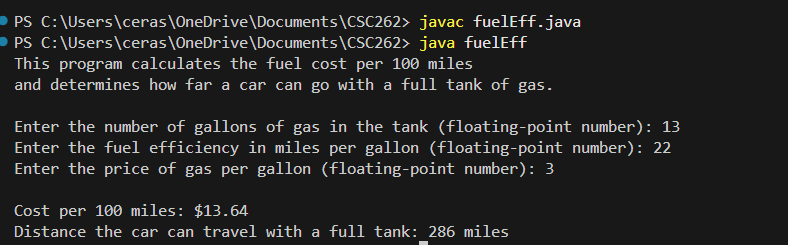 PS C:\Users\ceras\OneDrive\Documents\CSC262> javac fuelEff.java
PS C:\Users\ceras\OneDrive\Documents\CSC262> java fuelEff
This program calculates the fuel cost per 100 miles
and determines how far a car can go with a full tank of gas.

Enter the number of gallons of gas in the tank (floating-point number): 13
Enter the fuel efficiency in miles per gallon (floating-point number): 22
Enter the price of gas per gallon (floating-point number): 3

Cost per 100 miles: $13.64
Distance the car can travel with a full tank: 286 miles